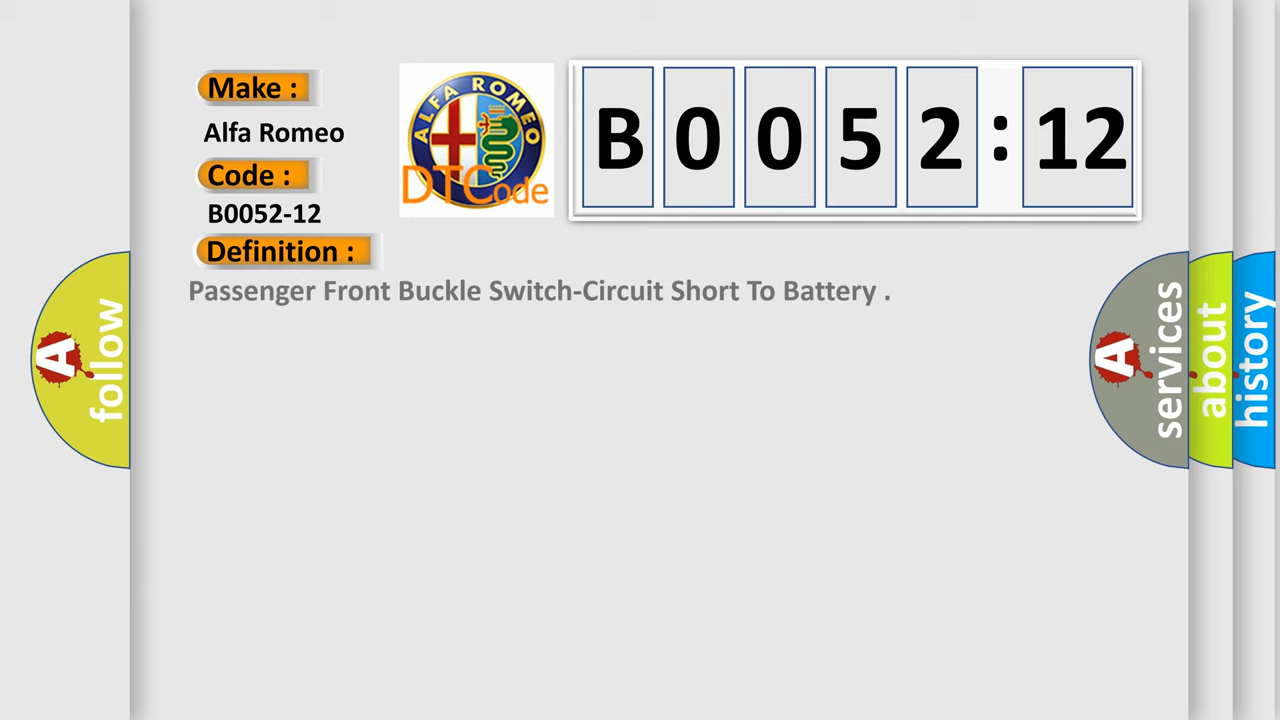 Make :
Alfa Romeo
Code :
B0052-12
Definition :
Passenger Front Buckle Switch-Circuit Short To Battery .
ALFA ROMEO
DTCode
B 0 0 5 2 : 12
A follow
A services
about
history